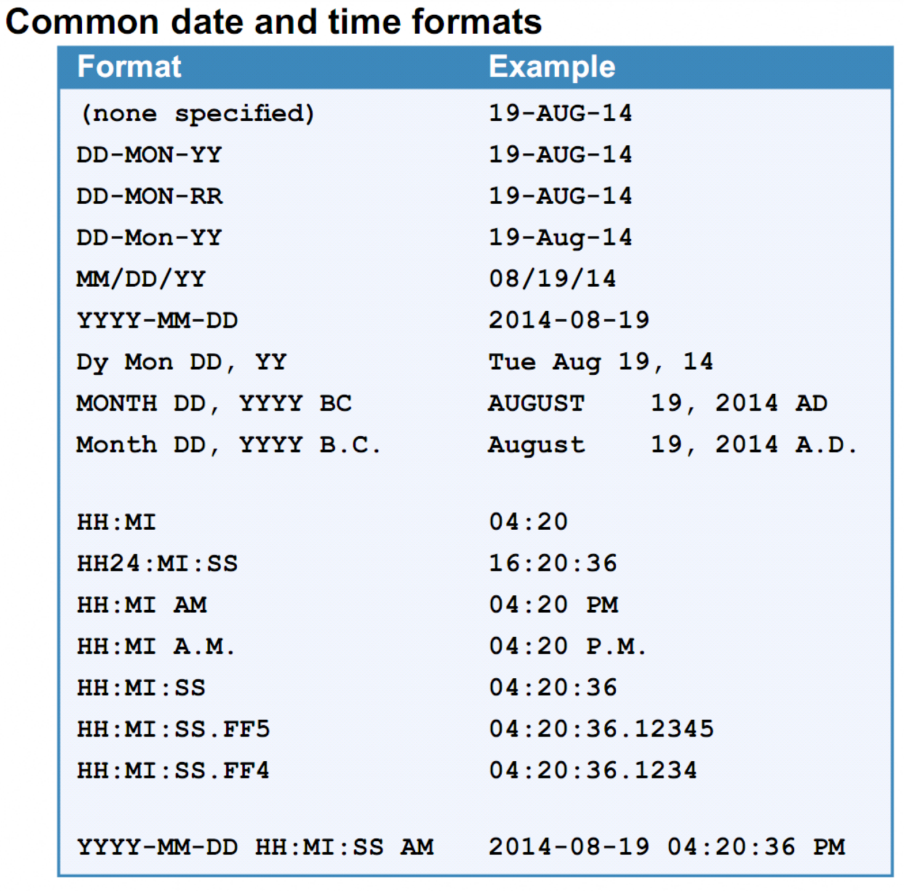 Common date and time formats
Format Example
(none specified) 19-AUG-14
DD-MON-YY 19-AUG-14
DD-MON-RR 19-AUG-14
DD-Mon-YY 19-Aug-14
MM/DD/YY 08/19/14
YYYY-MM-DD 2014-08-19
Dy Mon DD, YY Tue Aug 19, 14
MONTH DD, YYYY BC AUGUST    19, 2014 AD
Month DD, YYYY B.C. August    19, 2014 A.D.
HH:MI 04:20
HH24:MI:SS 16:20:36
HH:MI AM 04:20 PM
HH:MI A.M. 04:20 P.M.
HH:MI:SS 04:20:36
HH:MI:SS.FF5 04:20:36.12345
HH:MI:SS.FF4 04:20:36.1234
YYYY-MM-DD HH:MI:SS AM 2014-08-19 04:20:36 PM